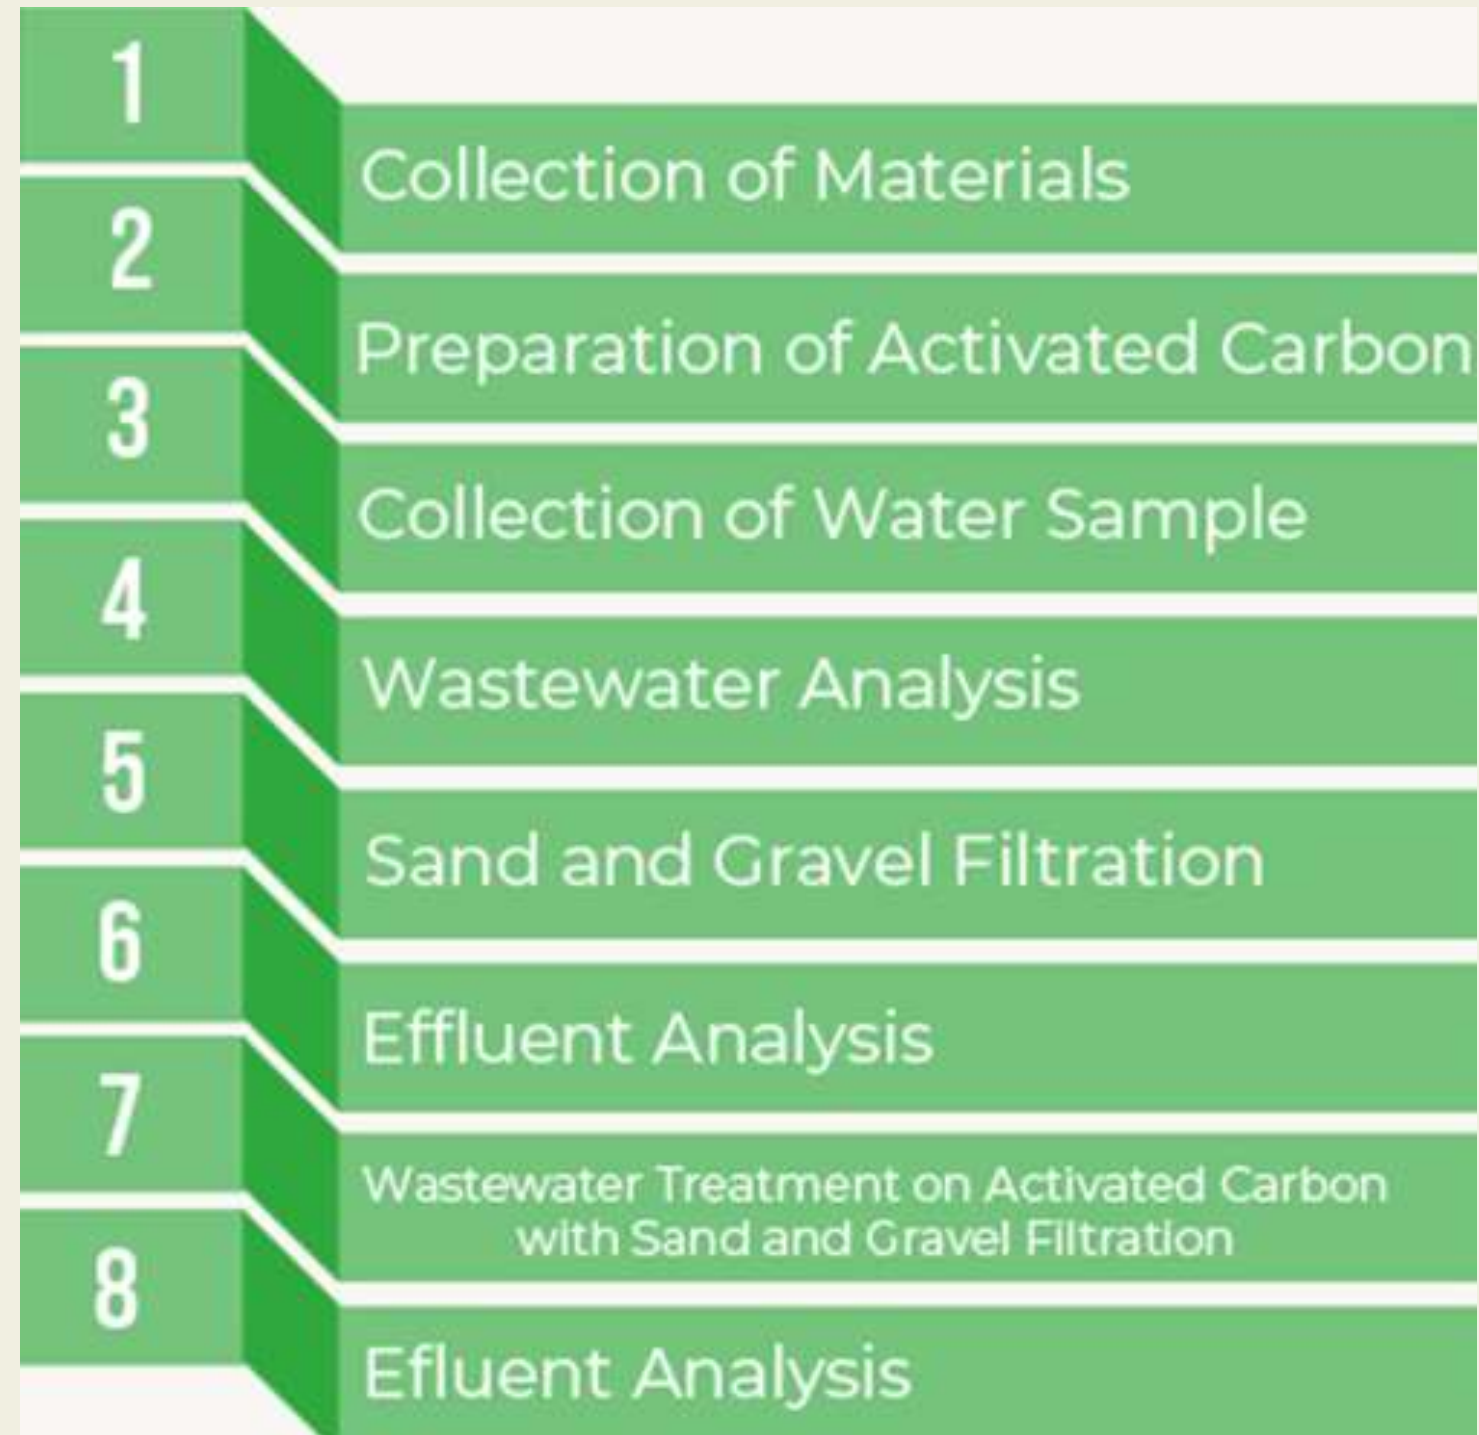 1
Collection of Materials
2
Preparation of Activated Carbon
3
Collection of Water Sample
4
Wastewater Analysis
5
Sand and Gravel Filtration
6
Effluent Analysis
7
Wastewater Treatment on Activated Carbon
with Sand and Gravel Filtration
8
Efluent Analysis